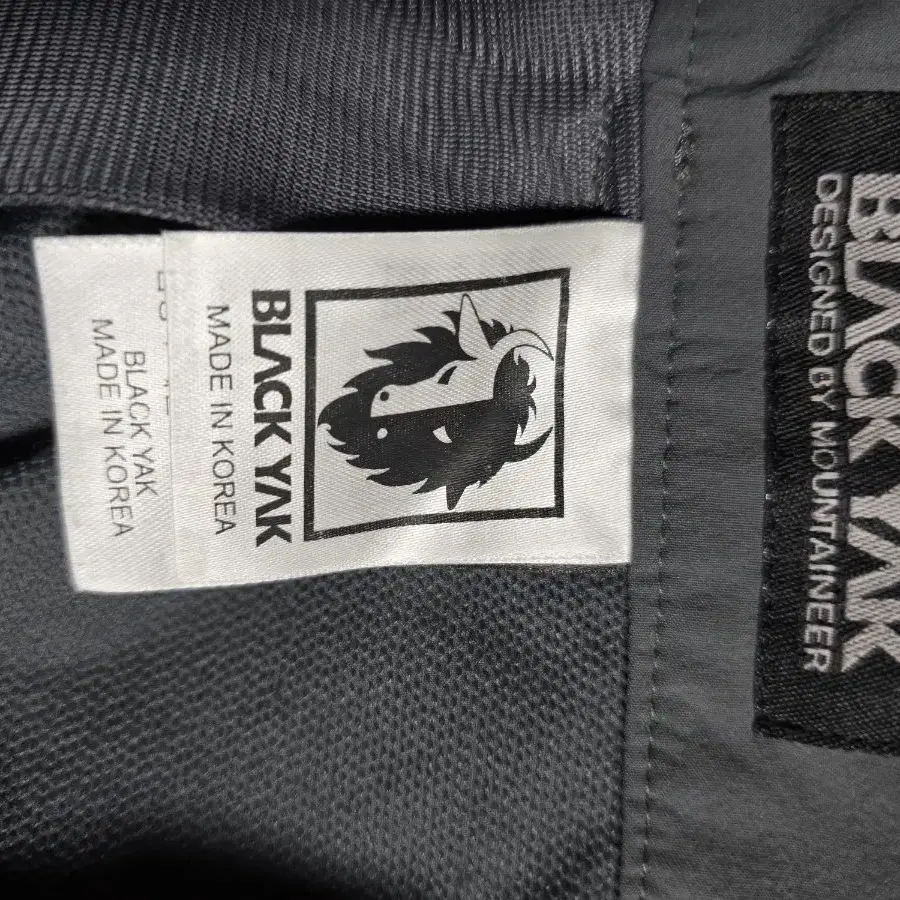 BLACK YAK
DESIGNED BY MOUNTAINEER
BLACK YAK
MADE IN KOREA
BLACK YAK
MADE IN KOREA